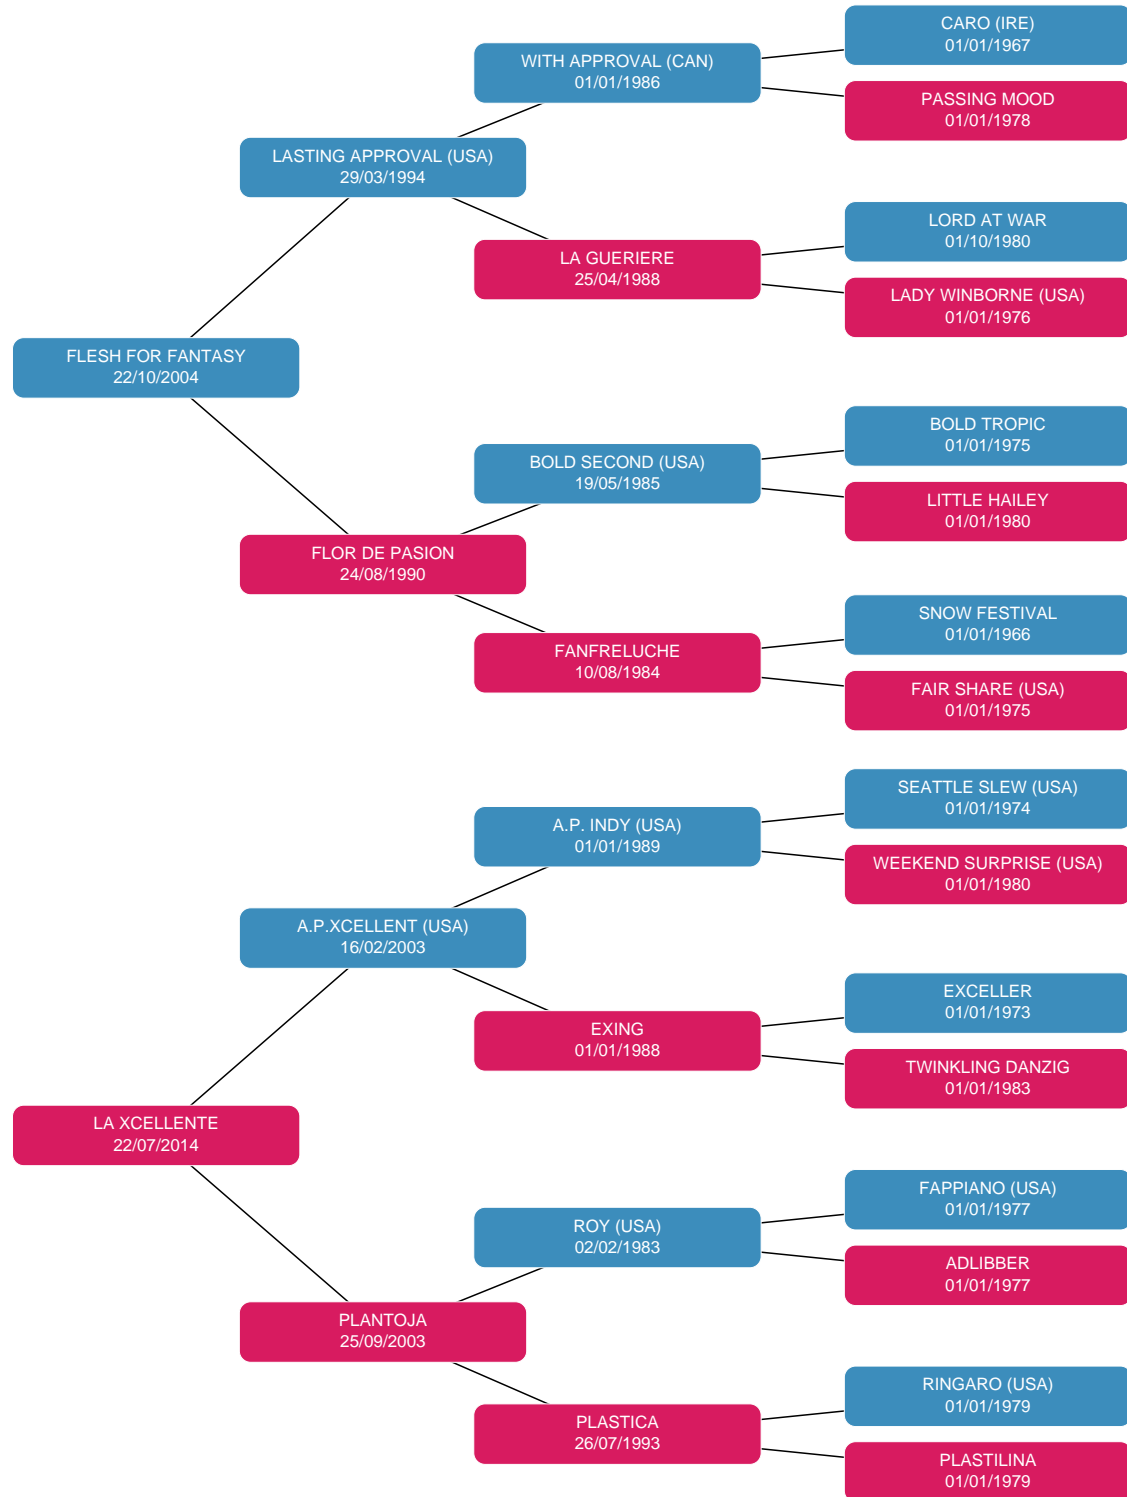 CARO (IRE)
01/01/1967
WITH APPROVAL (CAN)
01/01/1986
PASSING MOOD
01/01/1978
LASTING APPROVAL (USA)
29/03/1994
LORD AT WAR
01/10/1980
LA GUERIERE
25/04/1988
LADY WINBORNE (USA)
01/01/1976
FLESH FOR FANTASY
22/10/2004
BOLD TROPIC
01/01/1975
BOLD SECOND (USA)
19/05/1985
LITTLE HAILEY
01/01/1980
FLOR DE PASION
24/08/1990
SNOW FESTIVAL
01/01/1966
FANFRELUCHE
10/08/1984
FAIR SHARE (USA)
01/01/1975
SEATTLE SLEW (USA)
01/01/1974
A.P. INDY (USA)
01/01/1989
WEEKEND SURPRISE (USA)
01/01/1980
A.P.XCELLENT (USA)
16/02/2003
EXCELLER
01/01/1973
EXING
01/01/1988
TWINKLING DANZIG
01/01/1983
LA XCELLENTE
22/07/2014
FAPPIANO (USA)
01/01/1977
ROY (USA)
02/02/1983
ADLIBBER
01/01/1977
PLANTOJA
25/09/2003
RINGARO (USA)
01/01/1979
PLASTICA
26/07/1993
PLASTILINA
01/01/1979